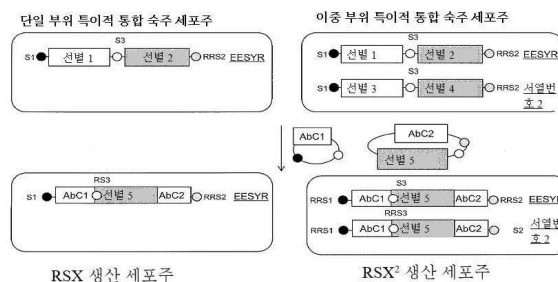 단일 부위 특이적 통합 숙주 세포주
이중 부위 특이적 통합 숙주 세포주
S3
S1 선별 1 선별 2 RRS2 EESYR
S3
S1 선별 1 선별 2 RRS2 EESYR
S3
S1 선별 3 선별 4 RRS2 서열번호 2
AbC1
AbC2
선별 5
RS3
S1 AbC1 선별 5 AbC2 RRS2 EESYR
S3
RRS1 AbC1 선별 5 AbC2 RRS2 EESYR
RRS3
RRS1 AbC1 선별 5 AbC2 S2 서열번호 2
RSX 생산 세포주
RSX² 생산 세포주